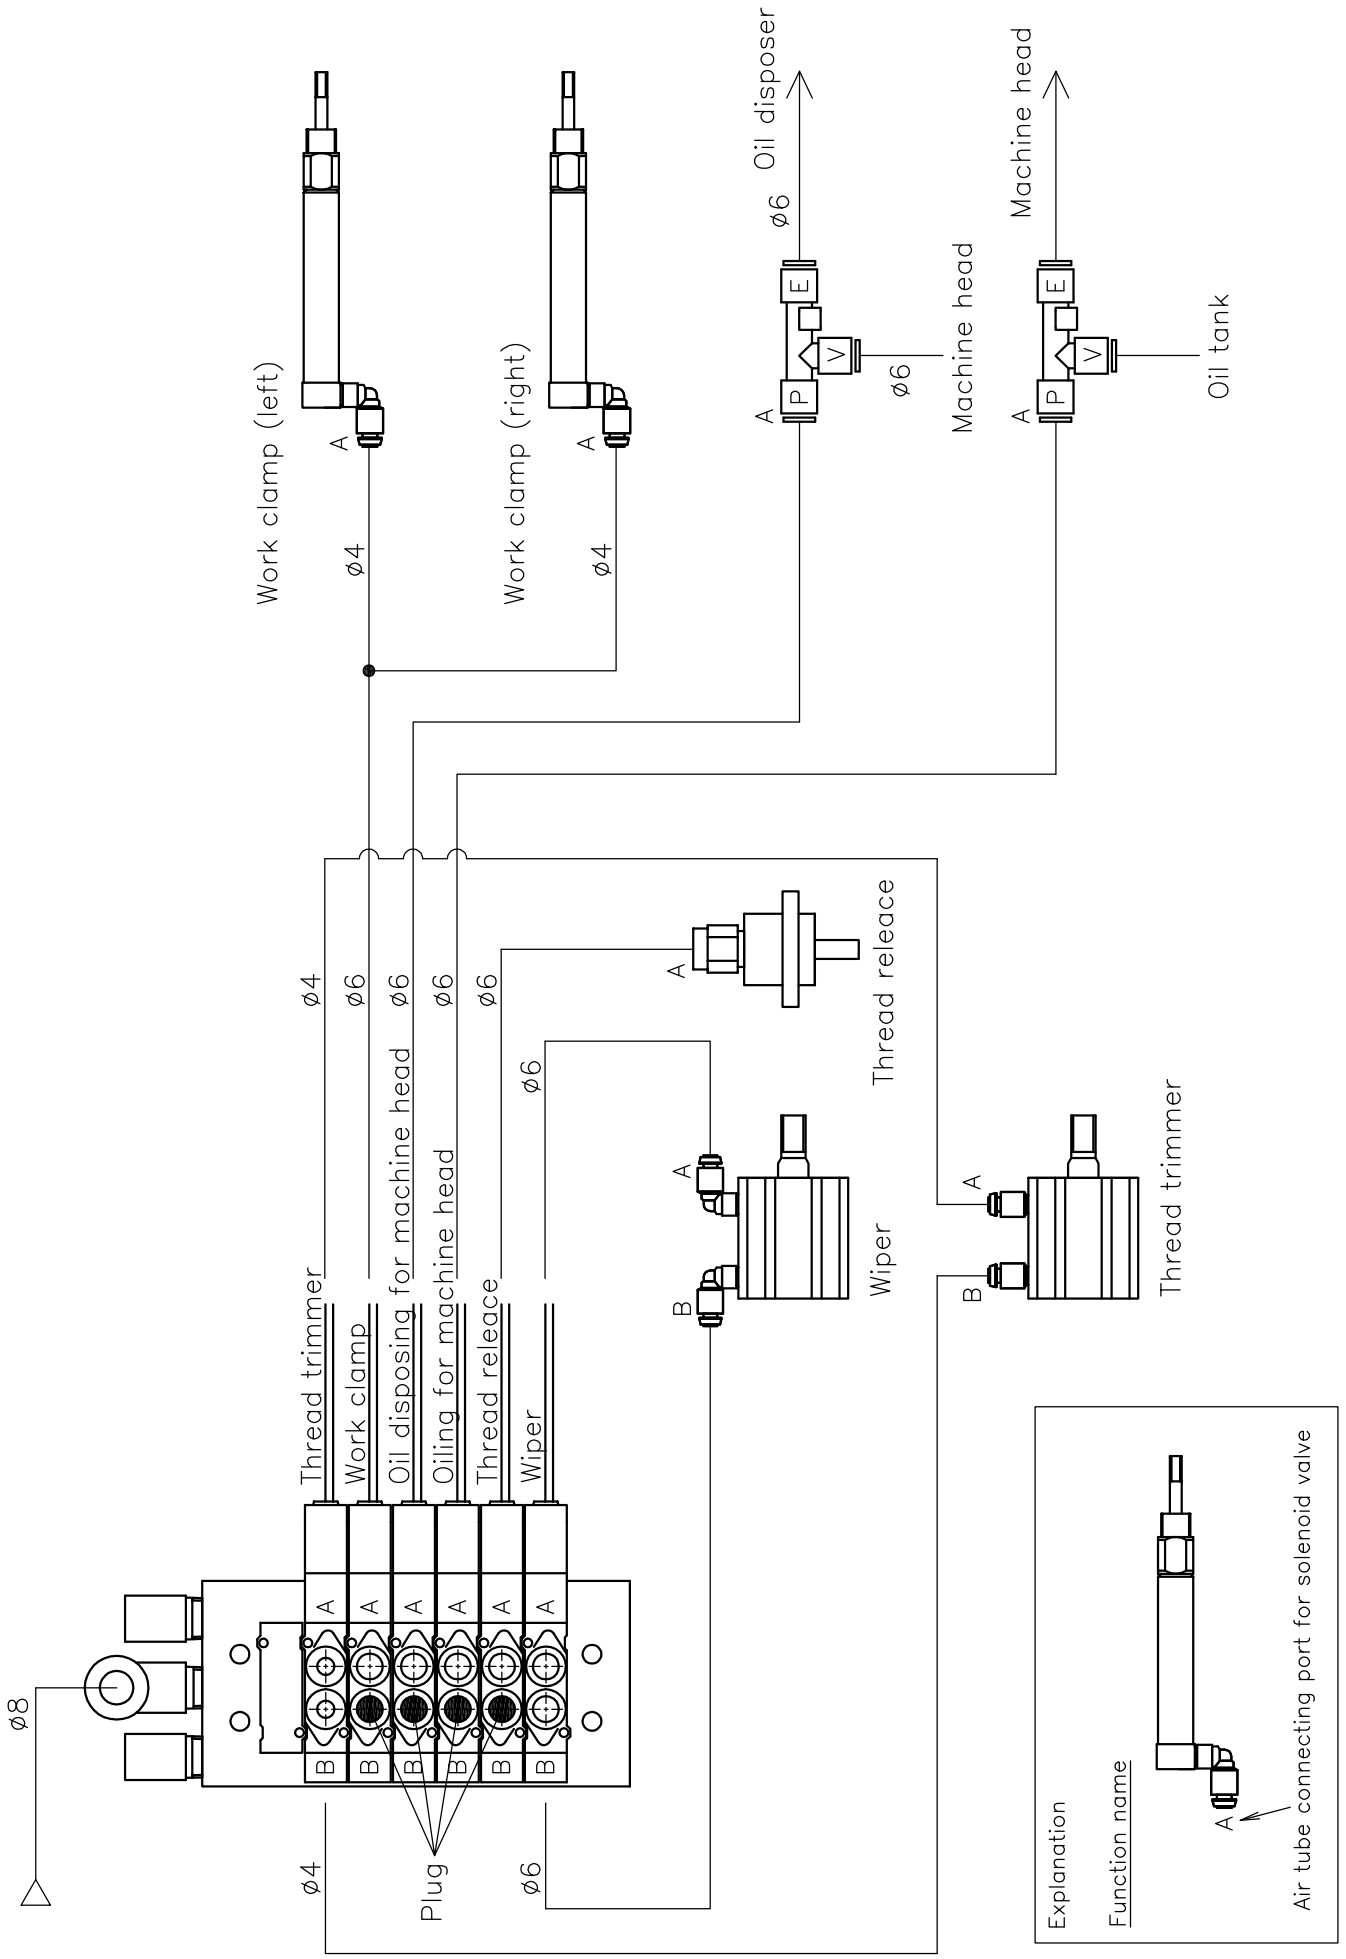 ø8
Work clamp (left)
A
ø4
Work clamp (right)
A
ø4
Oil disposer
ø6
A
P
V
E
ø6
Machine head
Machine head
A
P
V
E
Oil tank
Thread trimmer
ø4
Work clamp
ø6
Oil disposing for machine head
ø6
Oiling for machine head
ø6
Thread releace
ø6
Wiper
ø6
B A
B A
B A
B A
B A
B A
Plug
ø4
ø6
A
Thread releace
B A
Wiper
B A
Thread trimmer
Explanation
Function name
A
Air tube connecting port for solenoid valve